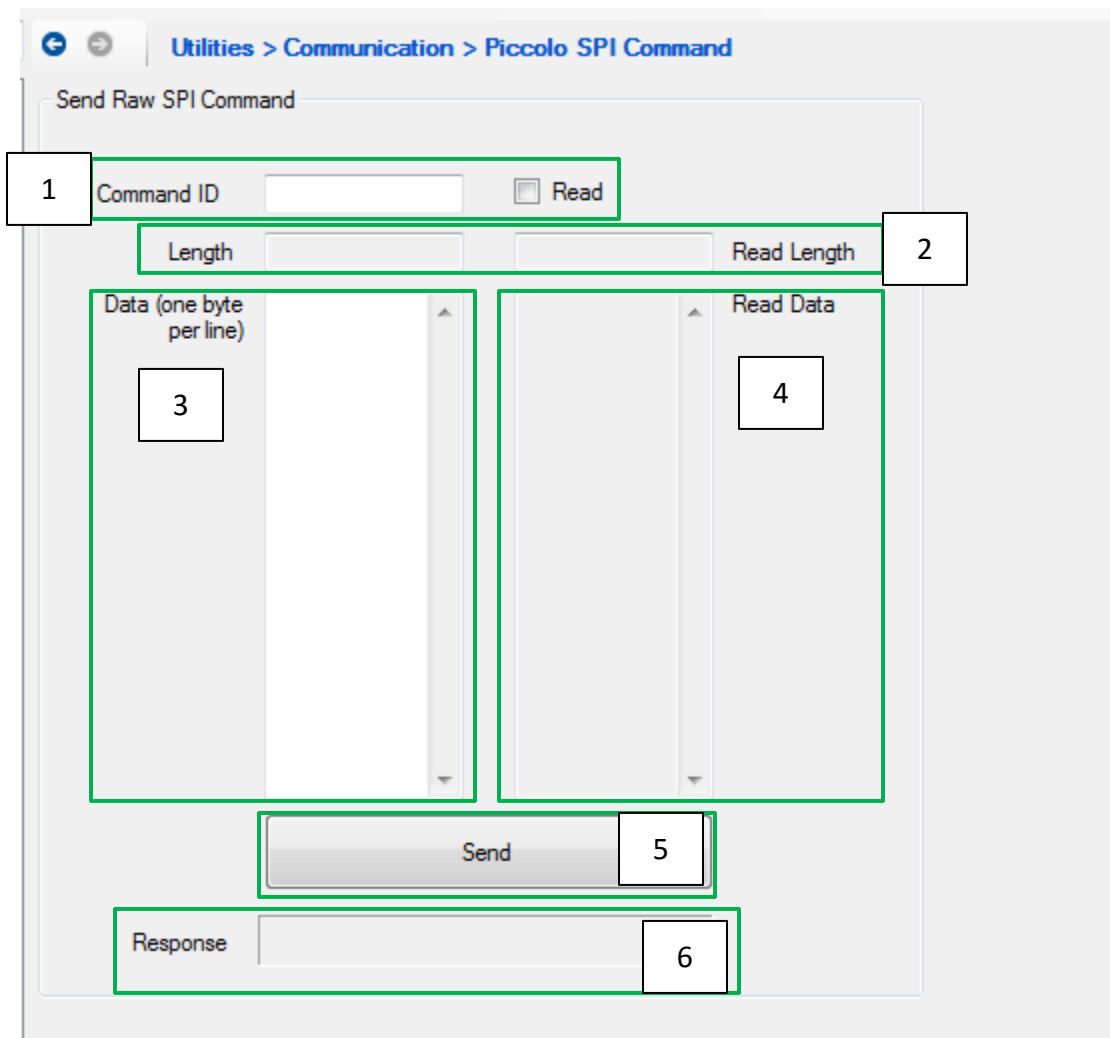 Utilities > Communication > Piccolo SPI Command
Send Raw SPI Command
1
Command ID
Read
Length
Read Length
2
Data (one byte
per line)
Read Data
3
4
Send
5
Response
6